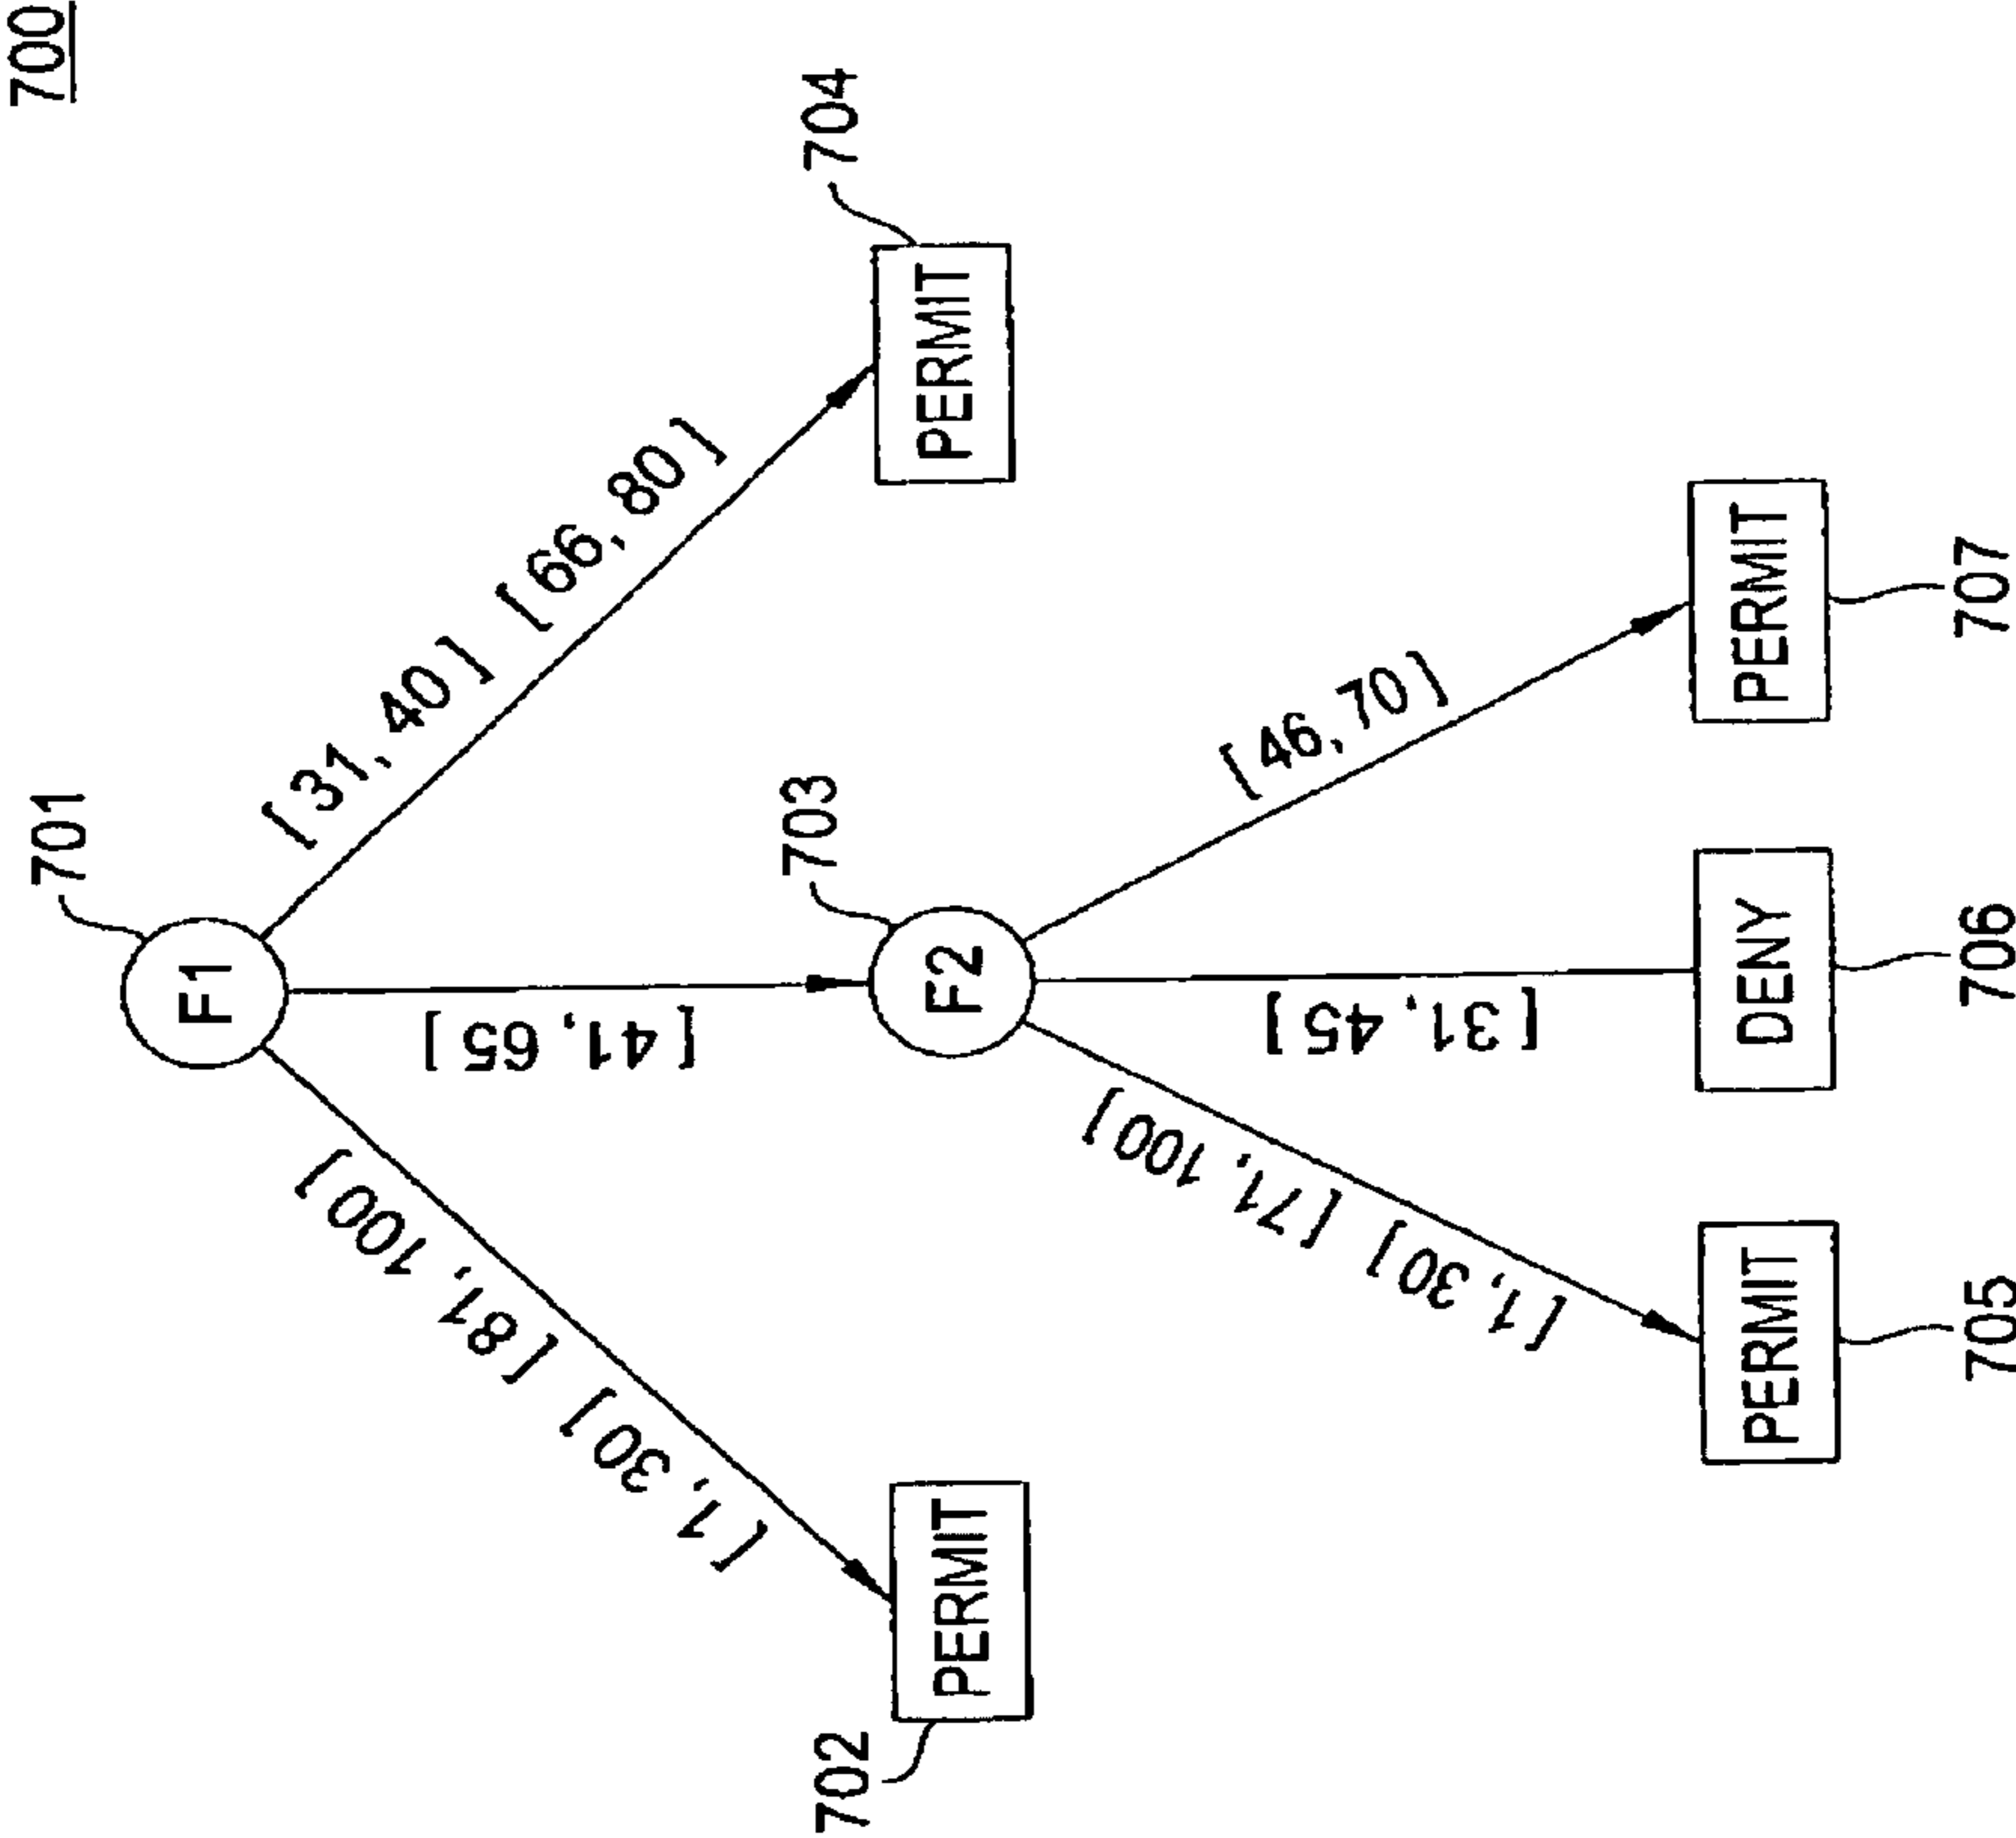 700
701
F1
[1,30] [81,100]
[41,65]
[31,40] [66,80]
702
PERMIT
703
F2
PERMIT
704
[1,30] [71,100]
[31,45]
[46,70]
PERMIT
DENY
PERMIT
705
706
707